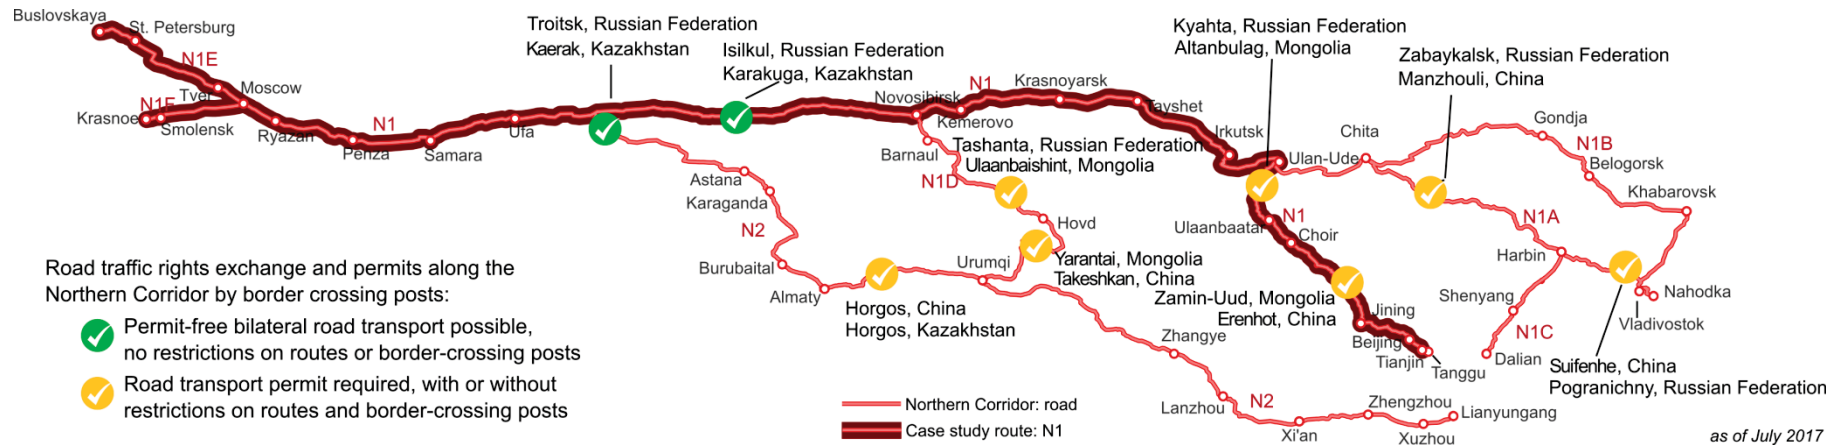 Buslovskaya
St. Petersburg
N1E
Tver
Moscow
N1F
Krasnoe
Smolensk
Ryazan
N1
Penza
Samara
Ufa
Troitsk, Russian Federation
Kaerak, Kazakhstan
Isilkul, Russian Federation
Karakuga, Kazakhstan
Novosibirsk
N1
Krasnoyarsk
Kemerovo
Tayshet
Barnaul
Tashanta, Russian Federation
Ulaanbaishint, Mongolia
N1D
Hovd
Yarantai, Mongolia
Takeshkan, China
Kyahta, Russian Federation
Altanbulag, Mongolia
Irkutsk
Ulan-Ude
Chita
Zabaykalsk, Russian Federation
Manzhouli, China
Gondja
N1B
Belogorsk
Khabarovsk
N1A
Harbin
Ulaanbaatar
N1
Choir
Zamin-Uud, Mongolia
Erenhot, China
Jining
Beijing
Tianjin
Tanggu
Shenyang
N1C
Dalian
Nahodka
Vladivostok
Suifenhe, China
Pogranichny, Russian Federation
Astana
Karaganda
N2
Burubaital
Almaty
Horgos, China
Horgos, Kazakhstan
Urumqi
Zhangye
Lanzhou
N2
Xi'an
Zhengzhou
Xuzhou
Lianyungang
Road traffic rights exchange and permits along the
Northern Corridor by border crossing posts:
Permit-free bilateral road transport possible,
no restrictions on routes or border-crossing posts
Road transport permit required, with or without
restrictions on routes and border-crossing posts
Northern Corridor: road
Case study route: N1
as of July 2017